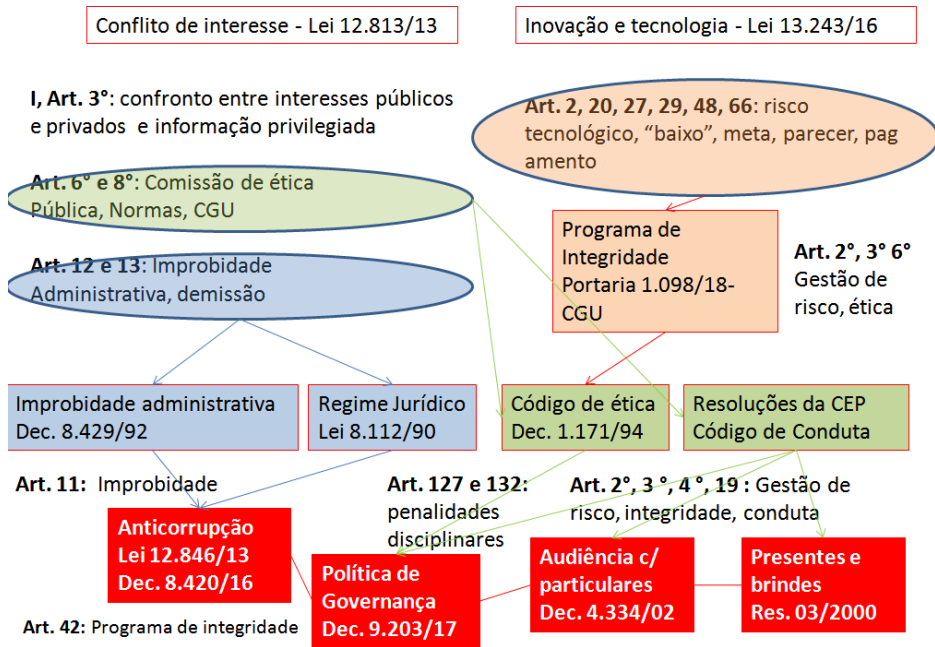 Conflito de interesse - Lei 12.813/13
Inovação e tecnologia - Lei 13.243/16
I, Art. 3°: confronto entre interesses públicos
e privados e informação privilegiada
Art. 2, 20, 27, 29, 48, 66: risco
tecnológico, “baixo”, meta, parecer, pag
amento
Art. 6° e 8°: Comissão de ética
Pública, Normas, CGU
Programa de
Integridade
Portaria 1.098/18-
CGU
Art. 2°, 3° 6°
Gestão de
risco, ética
Art. 12 e 13: Improbidade
Administrativa, demissão
Improbidade administrativa
Dec. 8.429/92
Regime Jurídico
Lei 8.112/90
Código de ética
Dec. 1.171/94
Resoluções da CEP
Código de Conduta
Art. 11: Improbidade
Art. 127 e 132:
penalidades
disciplinares
Art. 2°, 3 °, 4 °, 19 : Gestão de
risco, integridade, conduta
Anticorrupção
Lei 12.846/13
Dec. 8.420/16
Política de
Governança
Dec. 9.203/17
Audiência c/
particulares
Dec. 4.334/02
Presentes e
brindes
Res. 03/2000
Art. 42: Programa de integridade